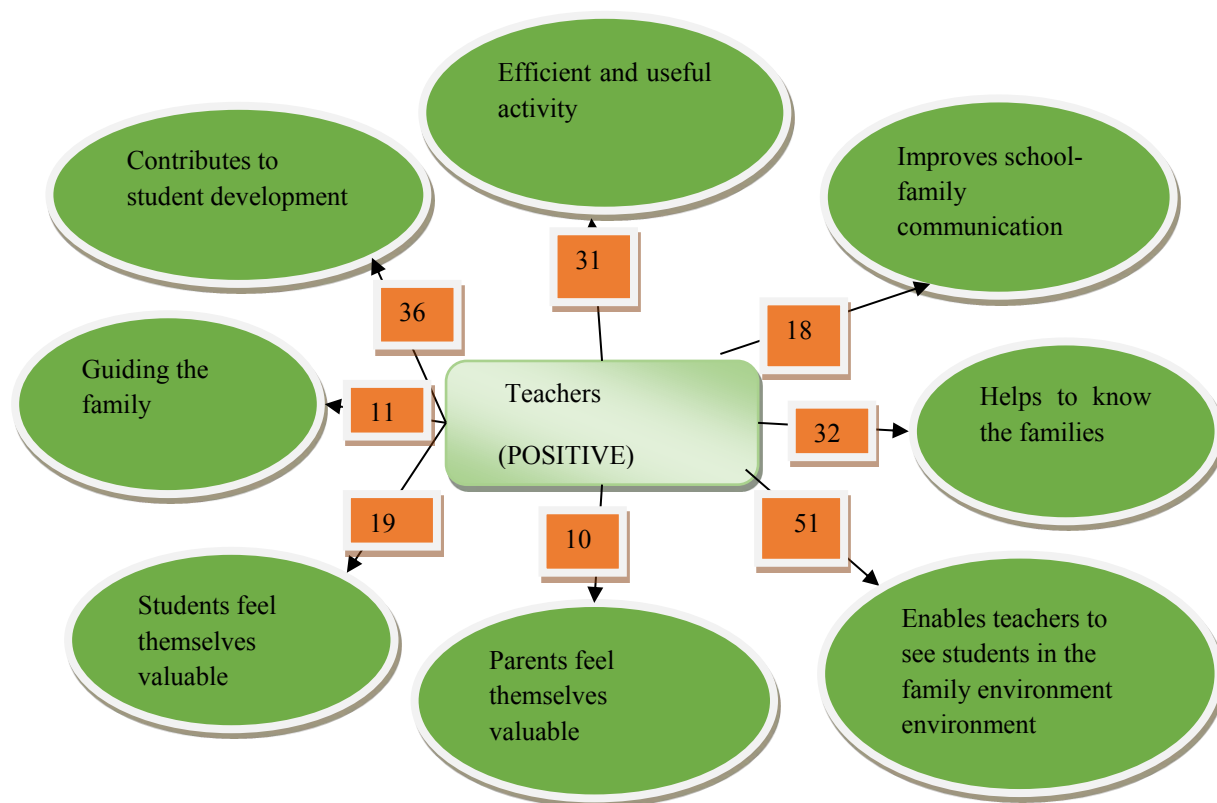 Efficient and useful
activity
Contributes to
student development
Improves school-
family
communication
31
36
18
Guiding the
family
11
Teachers
(POSITIVE)
32
Helps to know
the families
19
10
51
Students feel
themselves
valuable
Parents feel
themselves
valuable
Enables teachers to
see students in the
family environment
environment